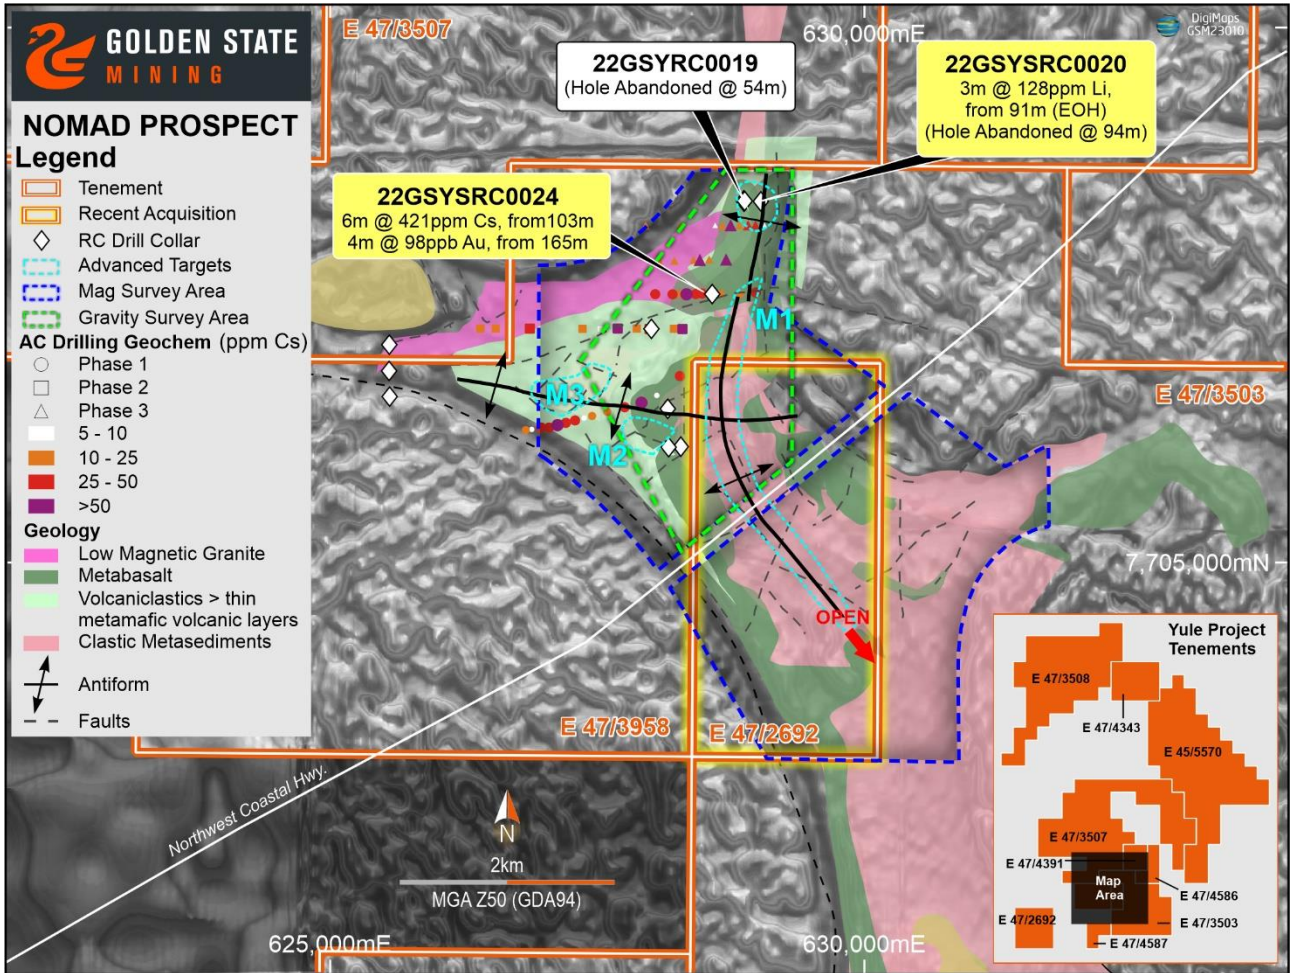 GOLDEN STATE
MINING
NOMAD PROSPECT
Legend
Tenement
Recent Acquisition
RC Drill Collar
Advanced Targets
Mag Survey Area
Gravity Survey Area
AC Drilling Geochem (ppm Cs)
Phase 1
Phase 2
Phase 3
5 - 10
10 - 25
25 - 50
>50
Geology
Low Magnetic Granite
Metabasalt
Volcaniclastics > thin
metamafic volcanic layers
Clastic Metasediments
Antiform
Faults
E 47/3507
630,000mE
DigiMaps
GSM23010
22GSYRC0019
(Hole Abandoned @ 54m)
22GSYSRC0020
3m @ 128ppm Li,
from 91m (EOH)
(Hole Abandoned @ 94m)
22GSYSRC0024
6m @ 421ppm Cs, from103m
4m @ 98ppb Au, from 165m
M1
M3
M2
E 47/3503
7,705,000mN
OPEN
E 47/3958
E 47/2692
Northwest Coastal Hwy.
N
2km
MGA Z50 (GDA94)
625,000mE
630,000mE
Yule Project
Tenements
E 47/3508
E 47/4343
E 45/5570
E 47/3507
E 47/4391
Map
Area
E 47/4586
E 47/2692
E 47/3503
E 47/4587